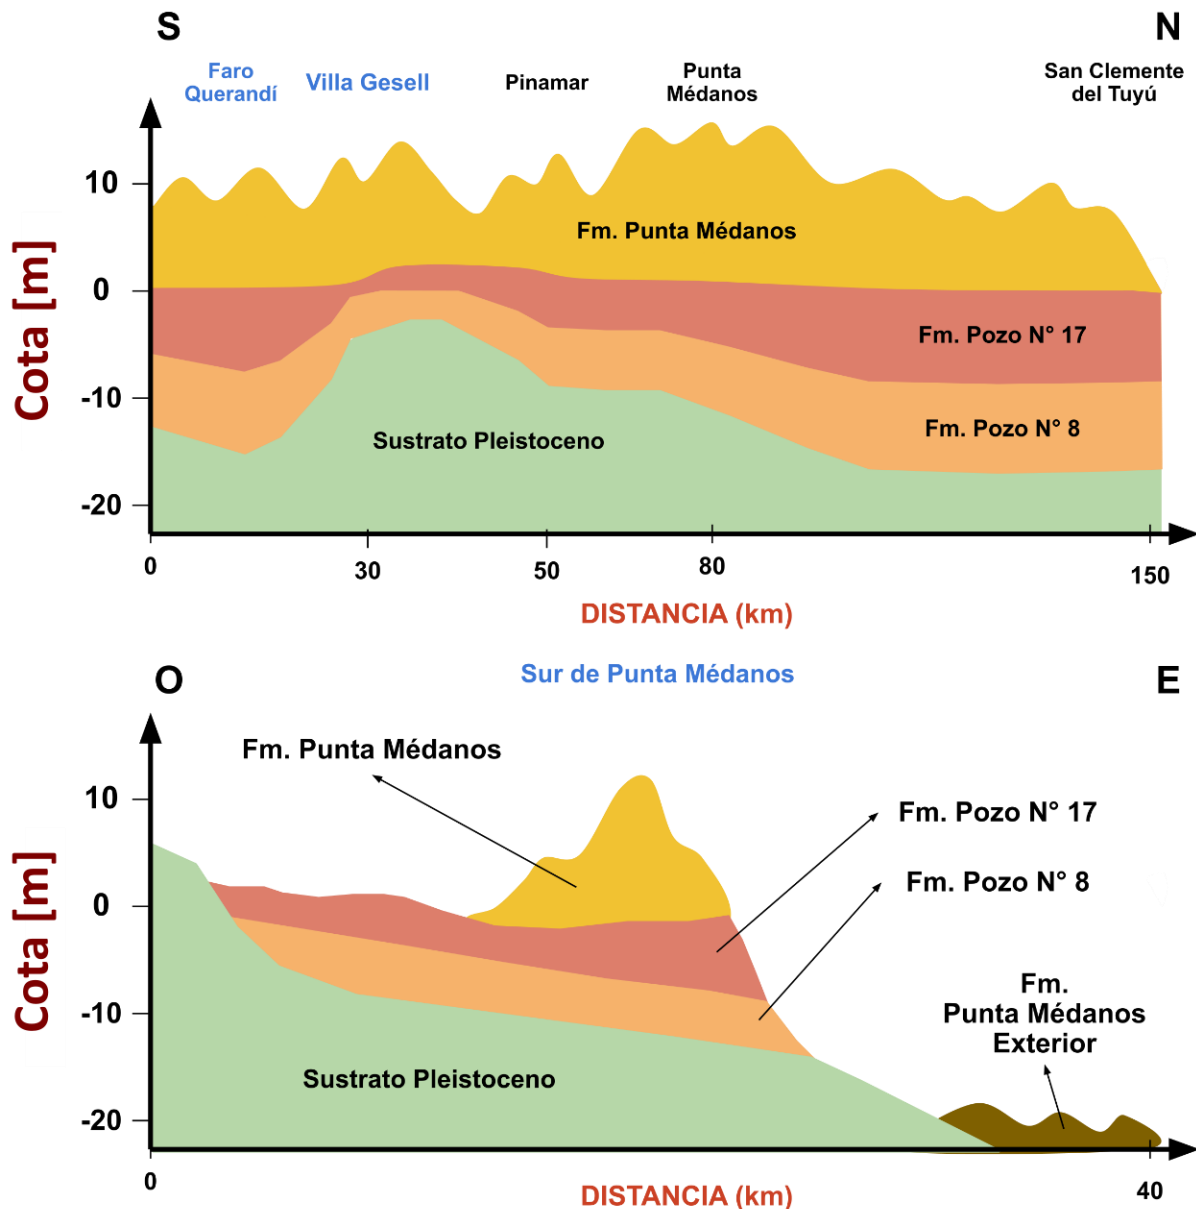 S
N
Faro
Querandí
Villa Gesell
Pinamar
Punta
Médanos
San Clemente
del Tuyú
Cota [m]
10
0
-10
-20
Fm. Punta Médanos
Fm. Pozo N° 17
Fm. Pozo N° 8
Sustrato Pleistoceno
0
30
50
80
150
DISTANCIA (km)
O
Sur de Punta Médanos
E
Cota [m]
10
0
-10
-20
Fm. Punta Médanos
Fm. Pozo N° 17
Fm. Pozo N° 8
Fm.
Punta Médanos
Exterior
Sustrato Pleistoceno
0
40
DISTANCIA (km)